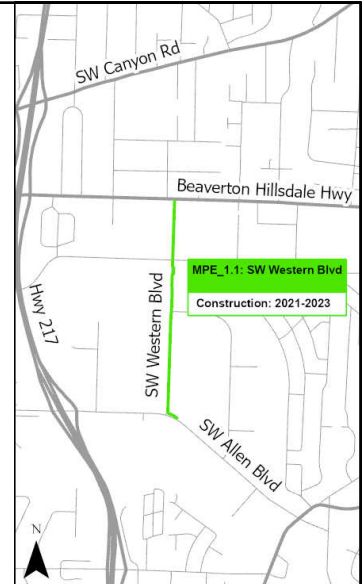 SW Canyon Rd
Beaverton Hillsdale Hwy
MPE_1.1: SW Western Blvd
Construction: 2021-2023
Hwy 217
SW Western Blvd
SW Allen Blvd
N